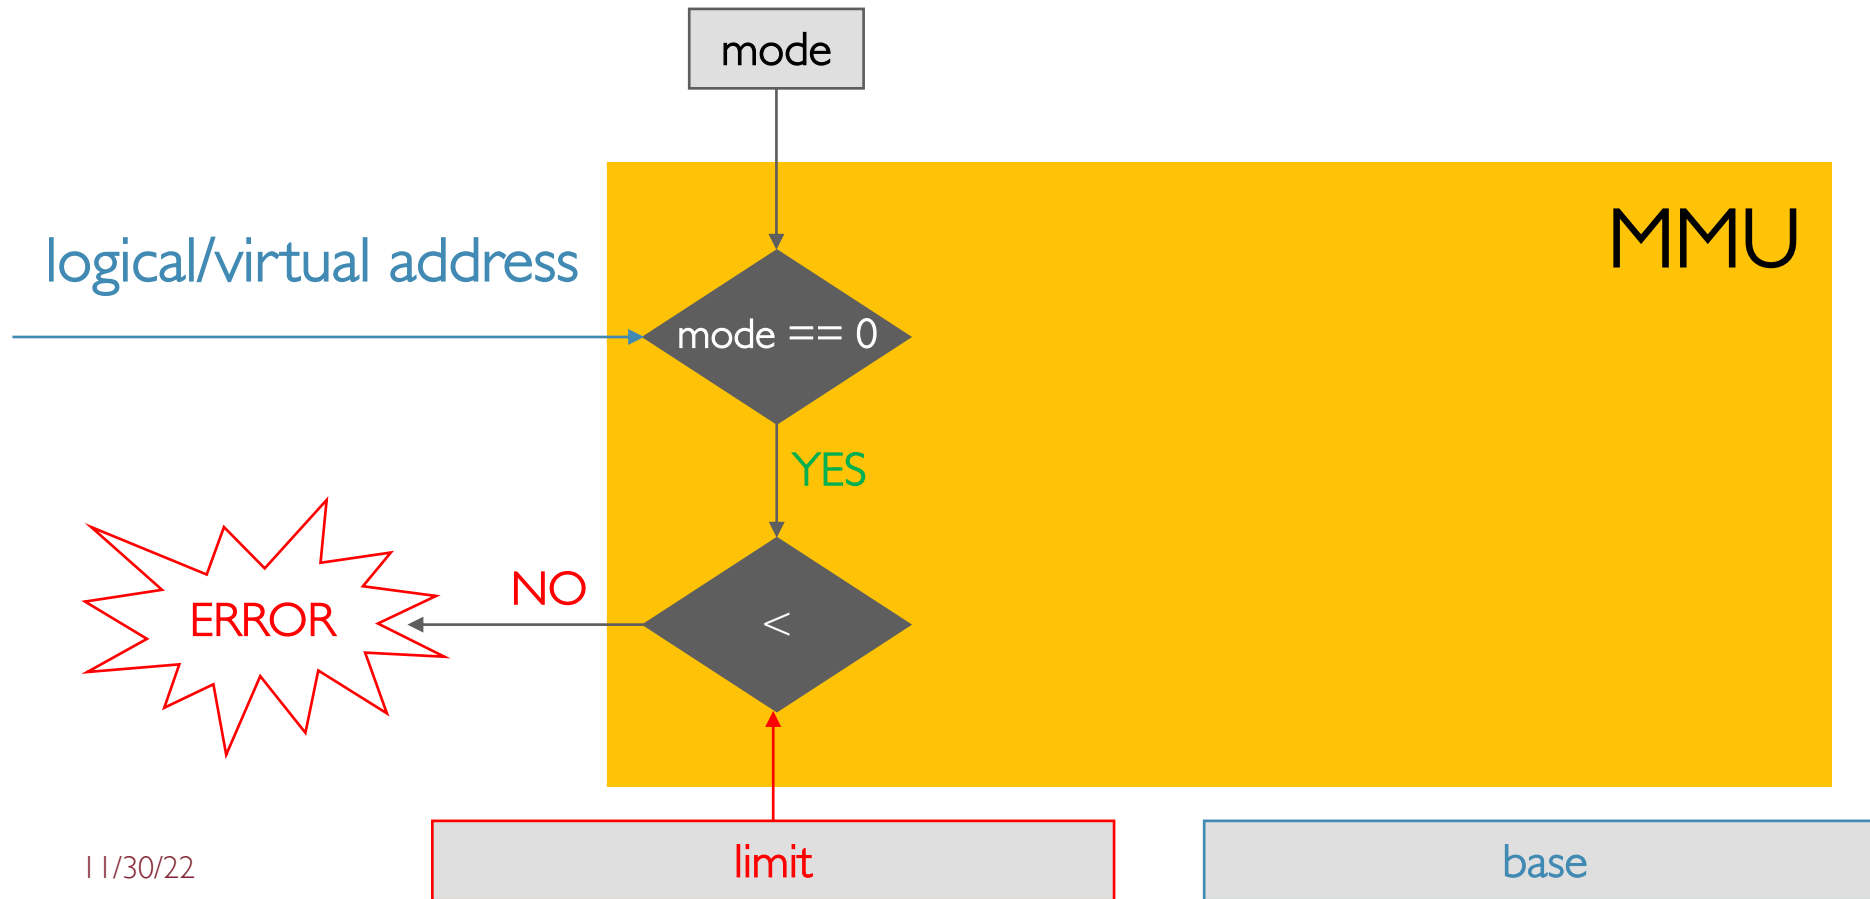 mode
MMU
logical/virtual address
mode == 0
YES
NO
ERROR
<
limit
base
11/30/22